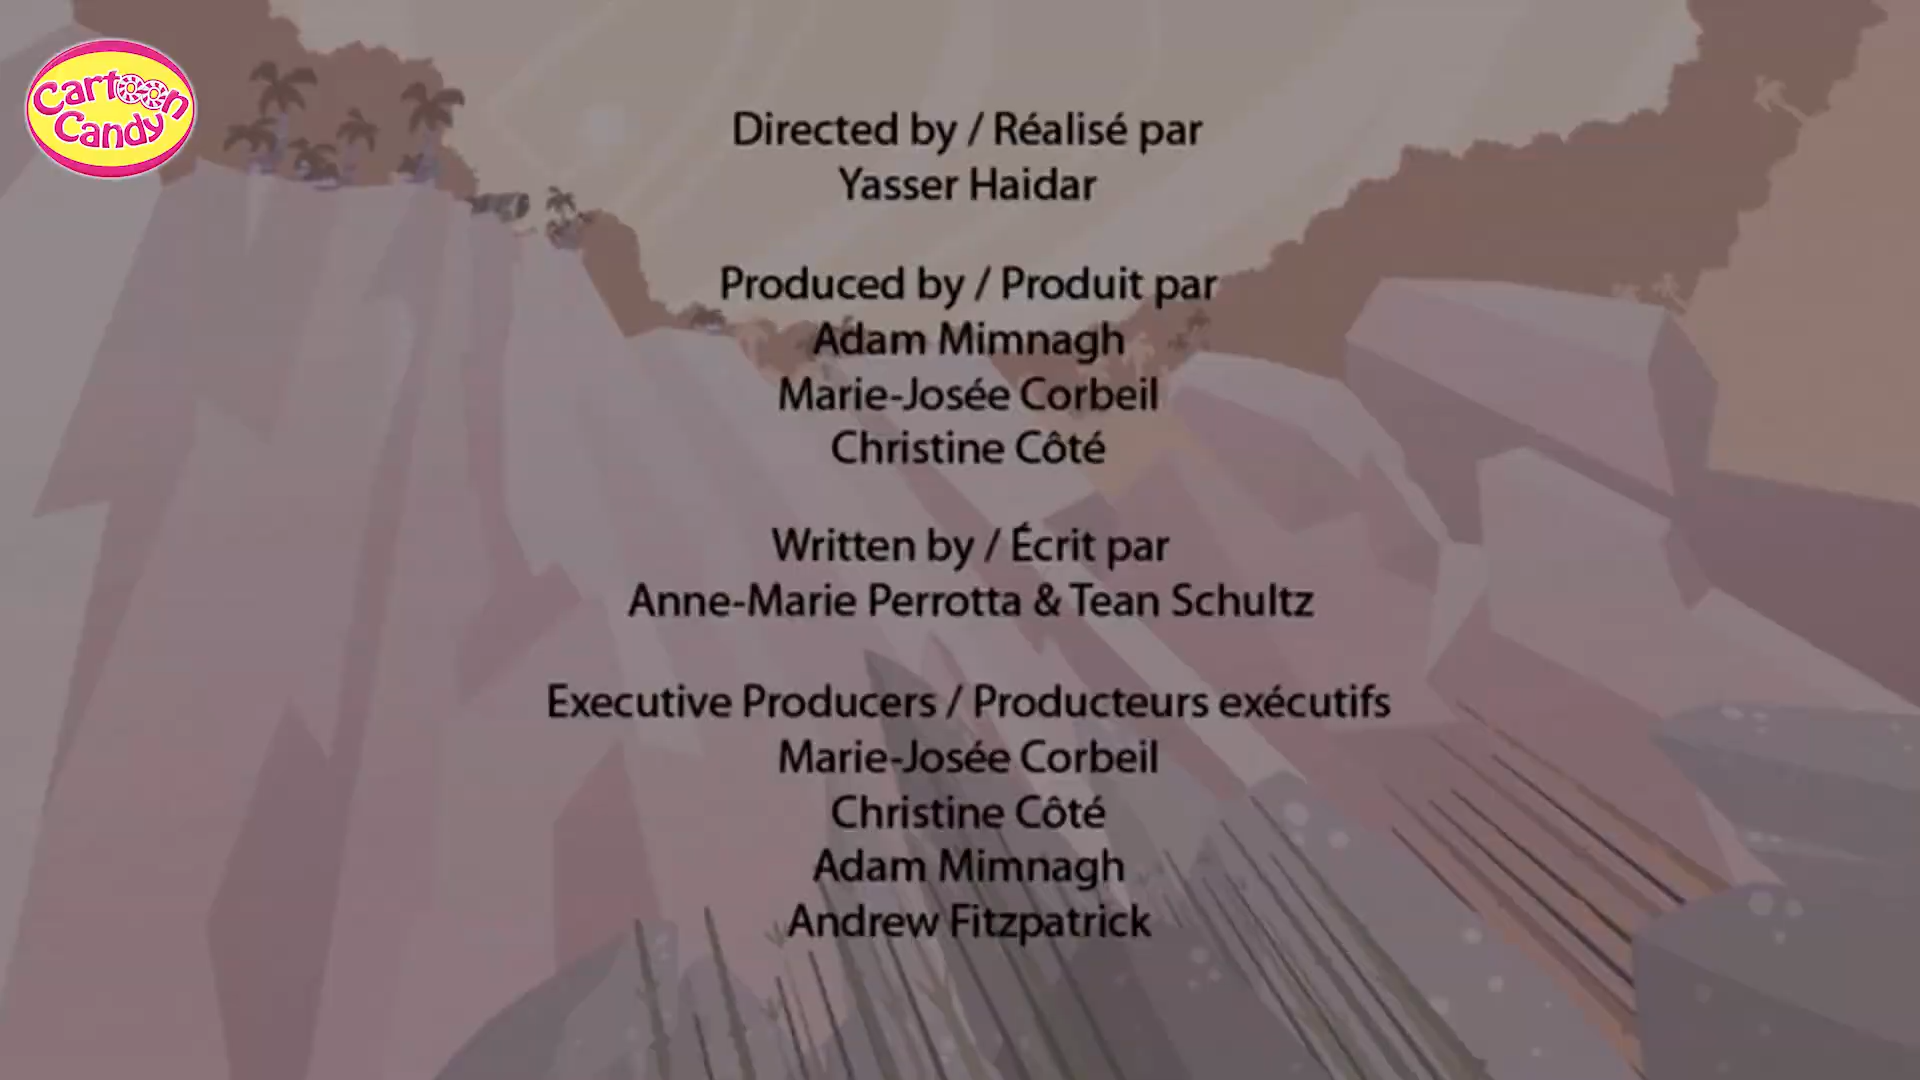 Cartoon
Candy
Directed by / Réalisé par
Yasser Haidar
Produced by / Produit par
Adam Mimnagh
Marie-Josée Corbeil
Christine Côté
Written by / Écrit par
Anne-Marie Perrotta & Tean Schultz
Executive Producers / Producteurs exécutifs
Marie-Josée Corbeil
Christine Côté
Adam Mimnagh
Andrew Fitzpatrick